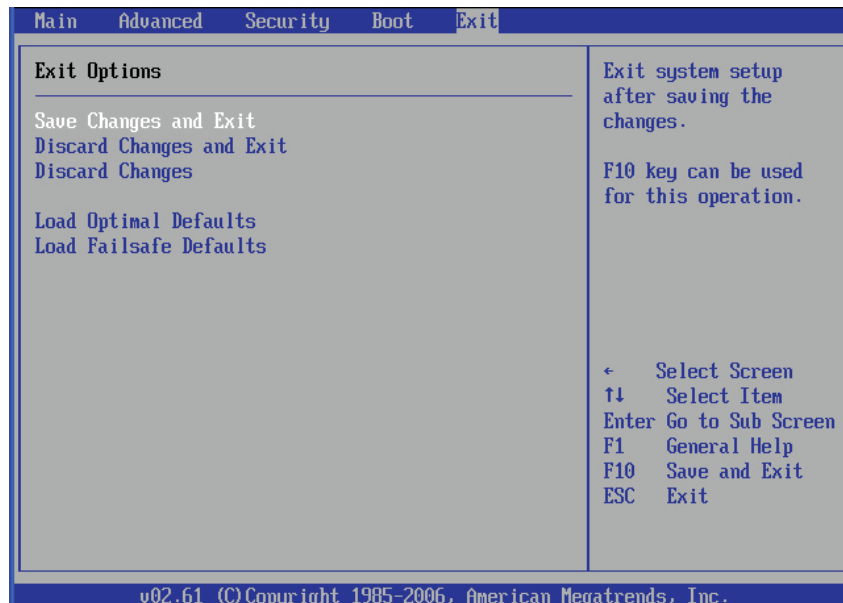 Main Advanced Security Boot Exit
Exit Options
Save Changes and Exit
Discard Changes and Exit
Discard Changes
Load Optimal Defaults
Load Failsafe Defaults
Exit system setup
after saving the
changes.
F10 key can be used
for this operation.
← Select Screen
↑↓ Select Item
Enter Go to Sub Screen
F1 General Help
F10 Save and Exit
ESC Exit
v02.61 (C)Copyright 1985-2006, American Megatrends, Inc.